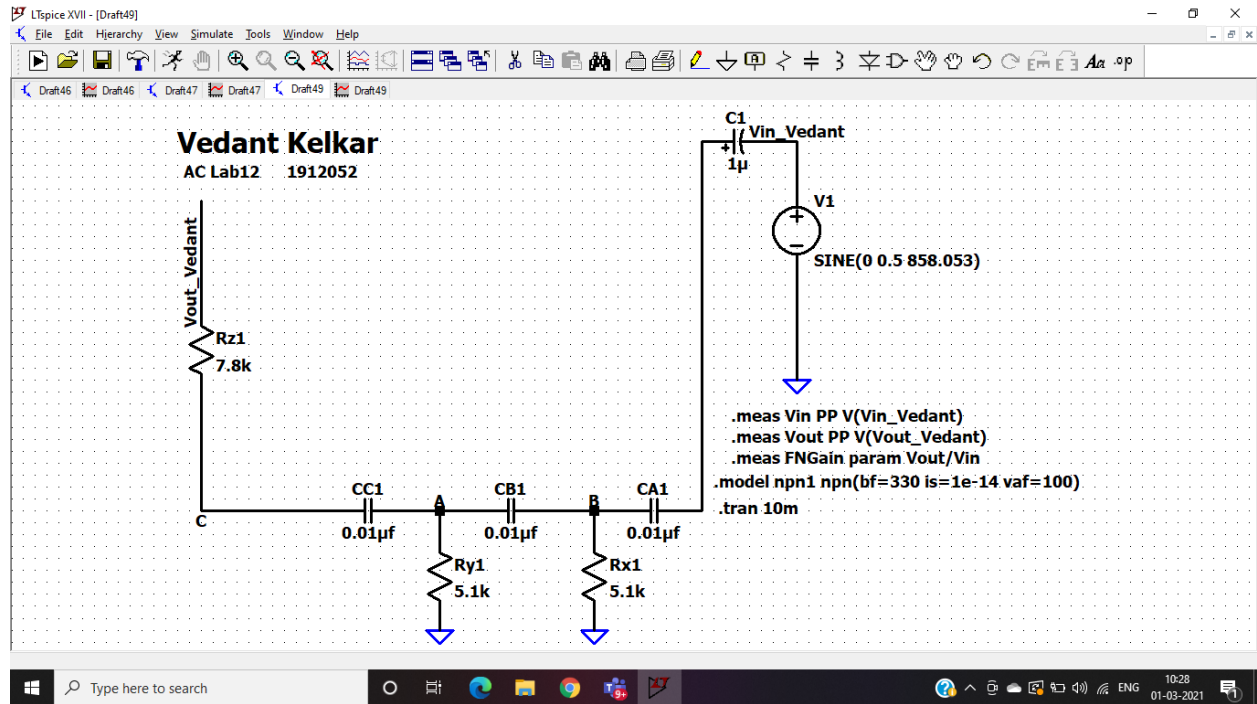 LTspice XVII - [Draft49]
File Edit Hierarchy View Simulate Tools Window Help
Aa .op
Draft46 Draft46 Draft47 Draft47 Draft49 Draft49
Vedant Kelkar
AC Lab12 1912052
C1
Vin_Vedant
1µ
V1
SINE(0 0.5 858.053)
Vout_Vedant
Rz1
7.8k
.meas Vin PP V(Vin_Vedant)
.meas Vout PP V(Vout_Vedant)
.meas FNGain param Vout/Vin
.model npn1 npn(bf=330 is=1e-14 vaf=100)
.tran 10m
CC1 A CB1 B CA1
C
0.01µf 0.01µf 0.01µf
Ry1 Rx1
5.1k 5.1k
Type here to search
9+
ENG
10:28
01-03-2021
1